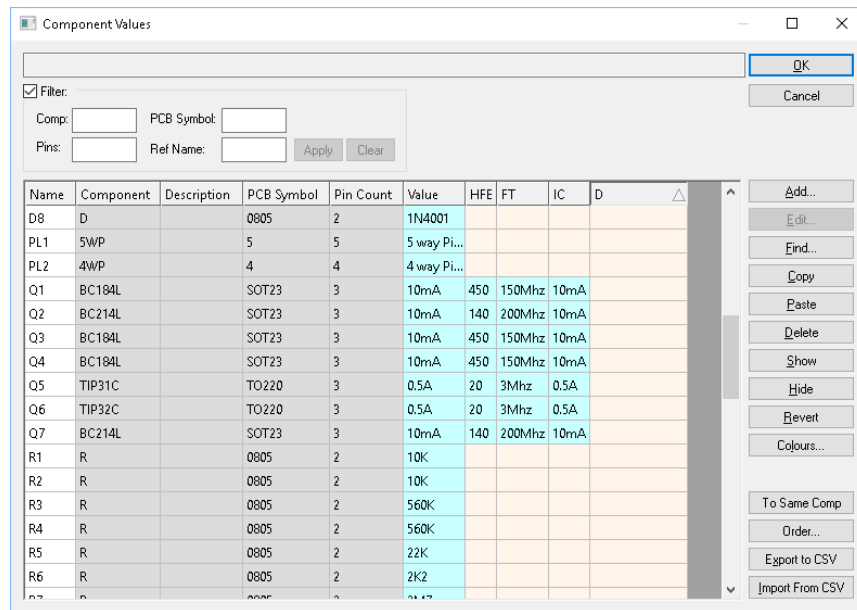 Component Values
OK
Filter:
Cancel
Comp: PCB Symbol:
Pins: Ref Name: Apply Clear
Name Component Description PCB Symbol Pin Count Value HFE FT IC D
D8 D 0805 2 1N4001
PL1 5WP 5 5 5 way Pi...
PL2 4WP 4 4 4 way Pi...
Q1 BC184L SOT23 3 10mA 450 150Mhz 10mA
Q2 BC214L SOT23 3 10mA 140 200Mhz 10mA
Q3 BC184L SOT23 3 10mA 450 150Mhz 10mA
Q4 BC184L SOT23 3 10mA 450 150Mhz 10mA
Q5 TIP31C TO220 3 0.5A 20 3Mhz 0.5A
Q6 TIP32C TO220 3 0.5A 20 3Mhz 0.5A
Q7 BC214L SOT23 3 10mA 140 200Mhz 10mA
R1 R 0805 2 10K
R2 R 0805 2 10K
R3 R 0805 2 560K
R4 R 0805 2 560K
R5 R 0805 2 22K
R6 R 0805 2 2K2
Add...
Edit...
Find...
Copy
Paste
Delete
Show
Hide
Revert
Colours...
To Same Comp
Order...
Export to CSV
Import From CSV